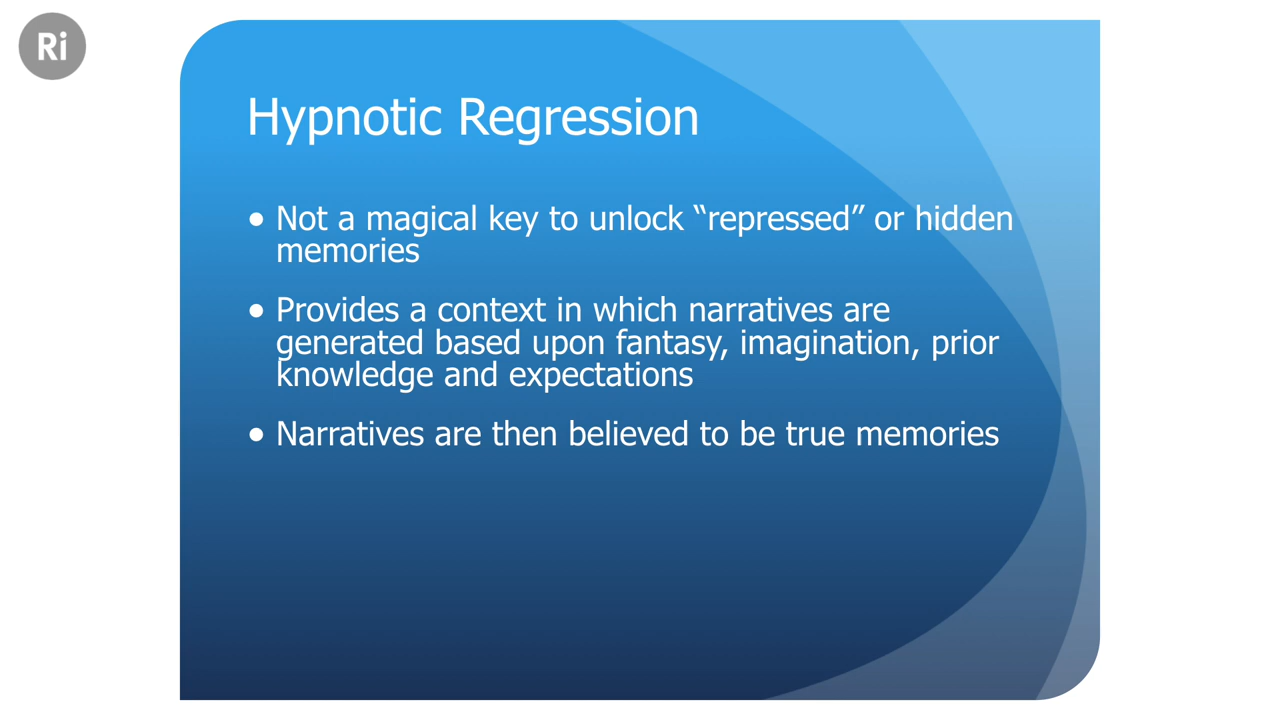 Ri
Hypnotic Regression
• Not a magical key to unlock “repressed” or hidden
memories
• Provides a context in which narratives are
generated based upon fantasy, imagination, prior
knowledge and expectations
• Narratives are then believed to be true memories